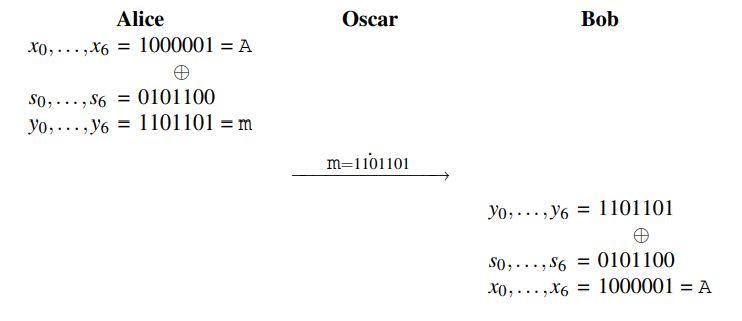 Alice Oscar Bob
x₀,...,x₆ = 1000001 = A
⊕
s₀,...,s₆ = 0101100
y₀,...,y₆ = 1101101 = m
m=1101101
y₀,...,y₆ = 1101101
⊕
s₀,...,s₆ = 0101100
x₀,...,x₆ = 1000001 = A